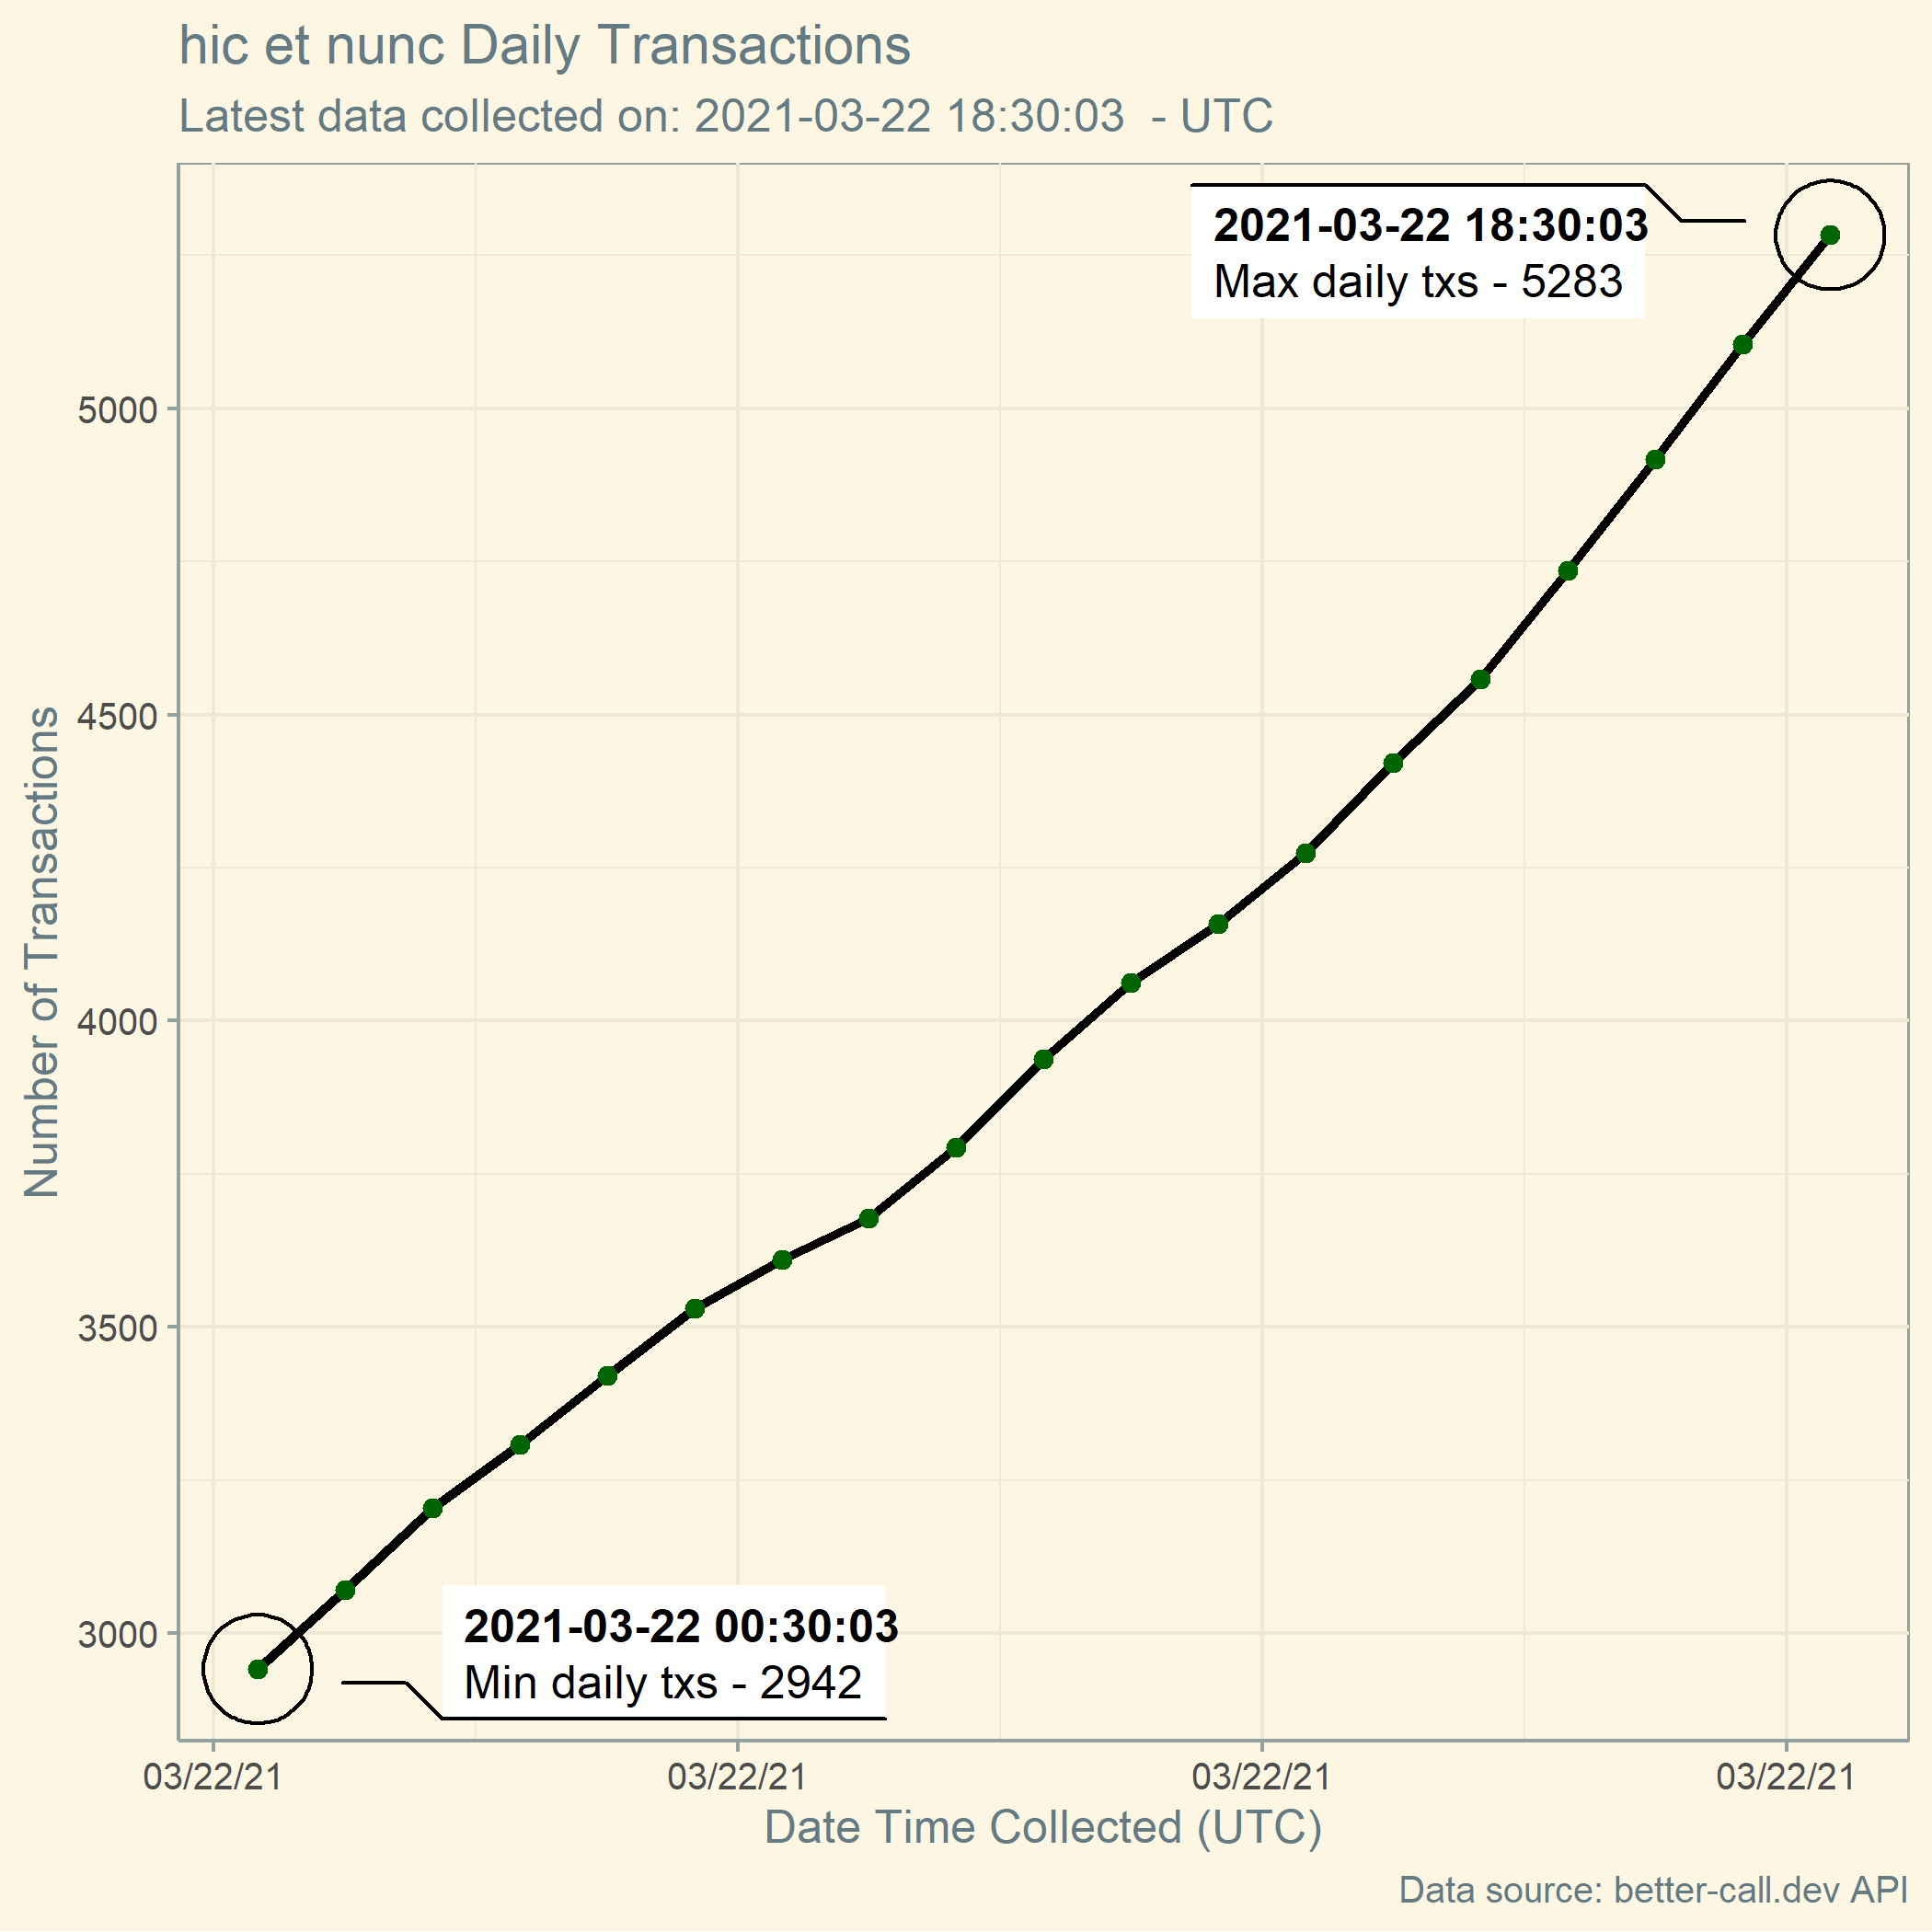 hic et nunc Daily Transactions
Latest data collected on: 2021-03-22 18:30:03  - UTC
2021-03-22 18:30:03
Max daily txs - 5283
5000
4500
4000
3500
3000
Number of Transactions
2021-03-22 00:30:03
Min daily txs - 2942
03/22/21 03/22/21 03/22/21 03/22/21
Date Time Collected (UTC)
Data source: better-call.dev API